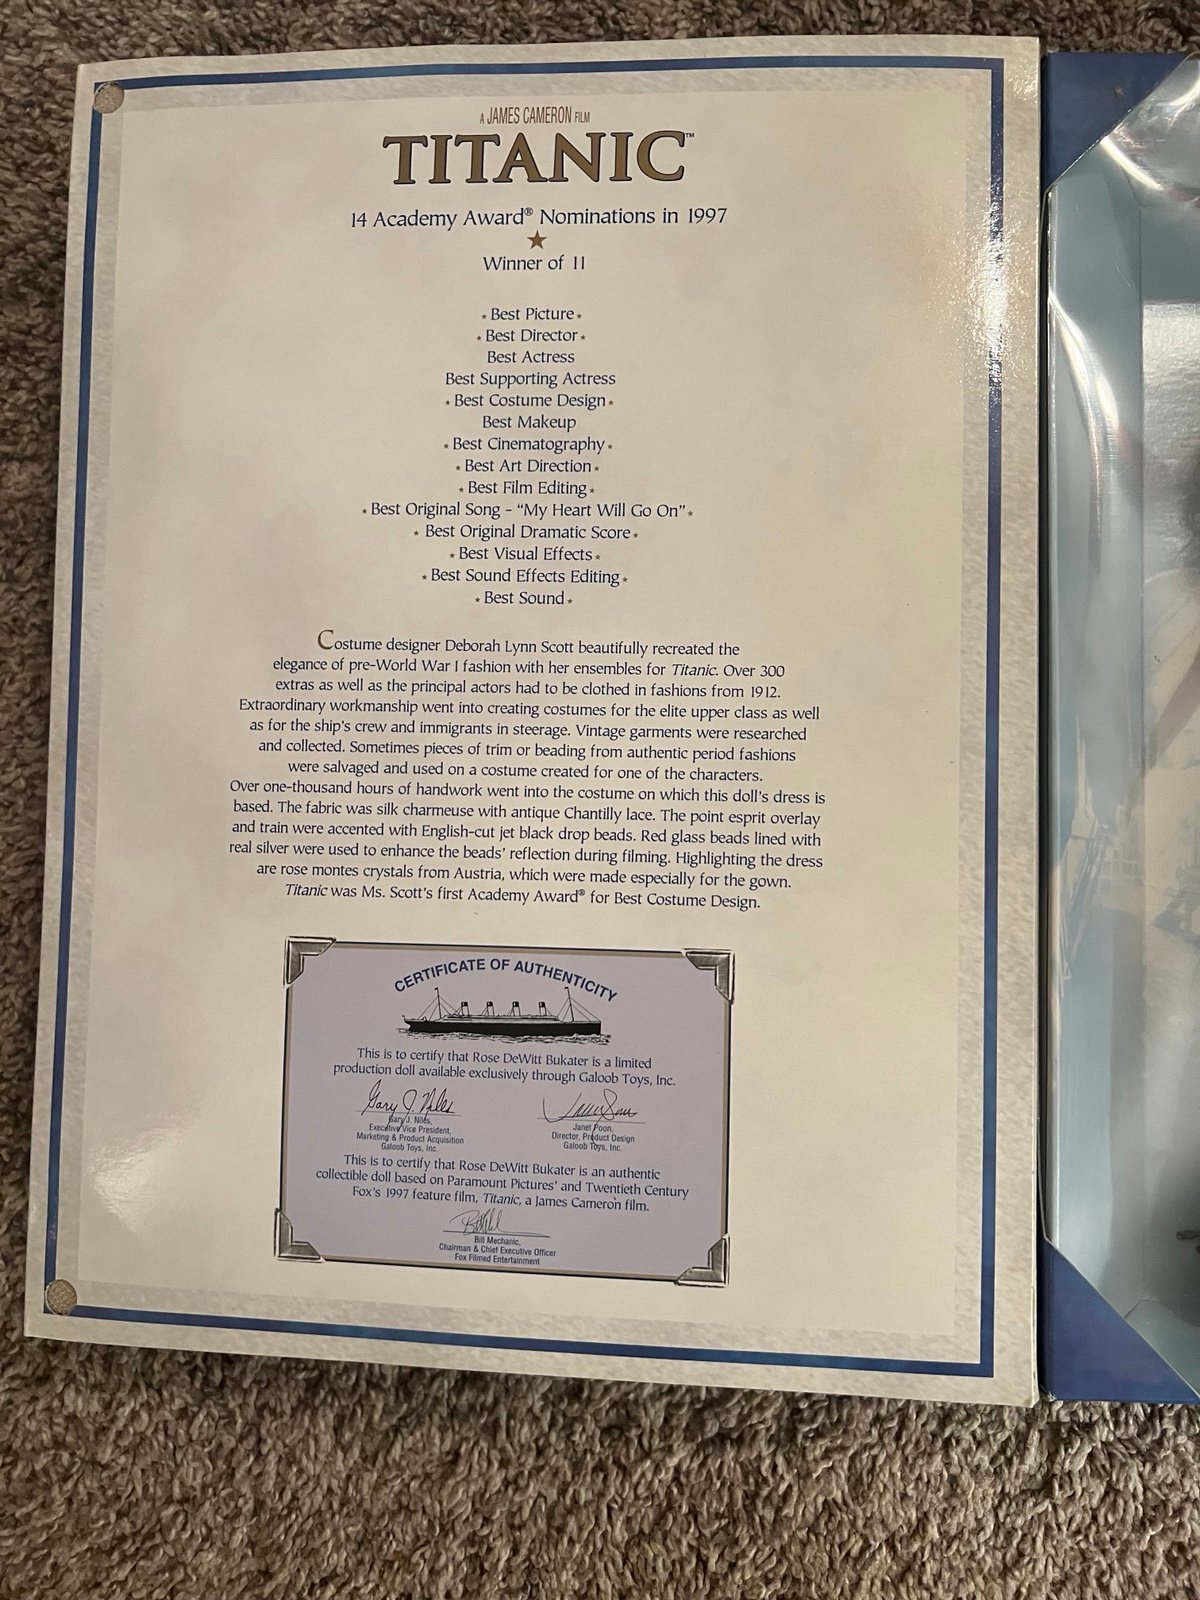 A JAMES CAMERON FILM
TITANIC™
14 Academy Award® Nominations in 1997
★
Winner of 11
★ Best Picture ★
★ Best Director ★
Best Actress
Best Supporting Actress
★ Best Costume Design ★
Best Makeup
★ Best Cinematography ★
★ Best Art Direction ★
★ Best Film Editing ★
★ Best Original Song - “My Heart Will Go On” ★
★ Best Original Dramatic Score ★
★ Best Visual Effects ★
★ Best Sound Effects Editing ★
★ Best Sound ★
Costume designer Deborah Lynn Scott beautifully recreated the
elegance of pre-World War I fashion with her ensembles for Titanic. Over 300
extras as well as the principal actors had to be clothed in fashions from 1912.
Extraordinary workmanship went into creating costumes for the elite upper class as well
as for the ship's crew and immigrants in steerage. Vintage garments were researched
and collected. Sometimes pieces of trim or beading from authentic period fashions
were salvaged and used on a costume created for one of the characters.
Over one-thousand hours of handwork went into the costume on which this doll's dress is
based. The fabric was silk charmeuse with antique Chantilly lace. The point esprit overlay
and train were accented with English-cut jet black drop beads. Red glass beads lined with
real silver were used to enhance the beads' reflection during filming. Highlighting the dress
are rose montes crystals from Austria, which were made especially for the gown.
Titanic was Ms. Scott's first Academy Award® for Best Costume Design.
CERTIFICATE OF AUTHENTICITY
This is to certify that Rose DeWitt Bukater is a limited
production doll available exclusively through Galoob Toys, Inc.
Gary J. Niles
Gary J. Niles,
Executive Vice President,
Marketing & Product Acquisition
Galoob Toys, Inc.
Janet Poon,
Director, Product Design
Galoob Toys, Inc.
This is to certify that Rose DeWitt Bukater is an authentic
collectible doll based on Paramount Pictures' and Twentieth Century
Fox's 1997 feature film, Titanic, a James Cameron film.
Bill Mechanic,
Chairman & Chief Executive Officer
Fox Filmed Entertainment